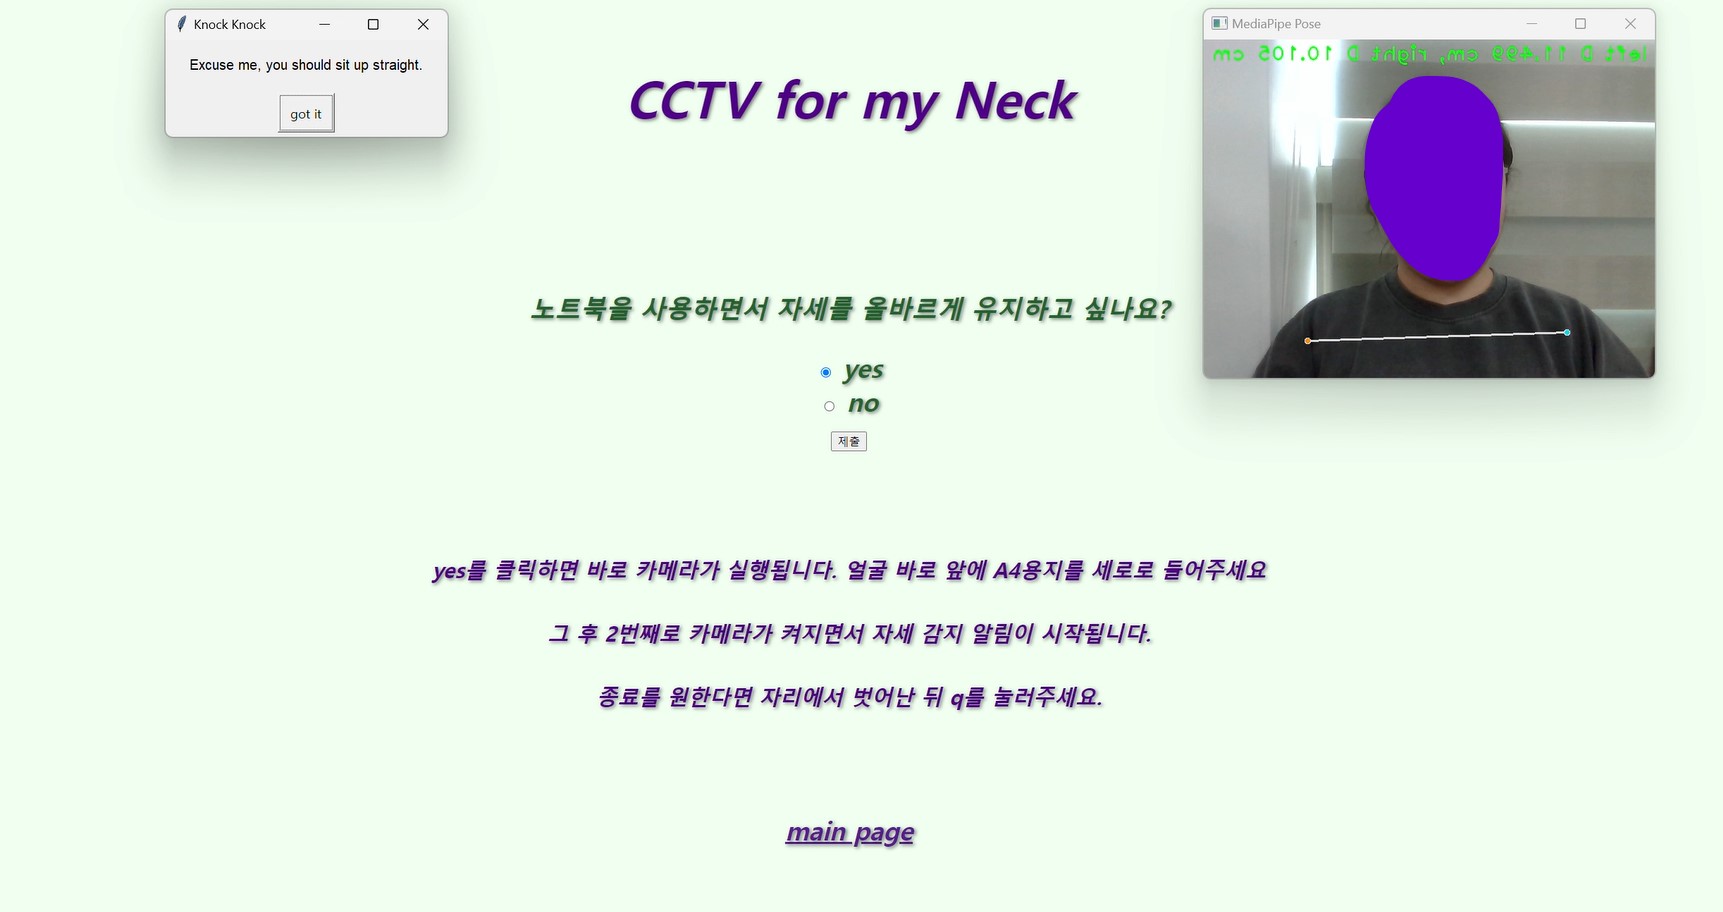 Knock Knock
Excuse me, you should sit up straight.
got it
CCTV for my Neck
MediaPipe Pose
left D 11.499 cm, right D 10.105 cm
노트북을 사용하면서 자세를 올바르게 유지하고 싶나요?
yes
no
제출
yes를 클릭하면 바로 카메라가 실행됩니다. 얼굴 바로 앞에 A4용지를 세로로 들어주세요
그 후 2번째로 카메라가 켜지면서 자세 감지 알림이 시작됩니다.
종료를 원한다면 자리에서 벗어난 뒤 q를 눌러주세요.
main page